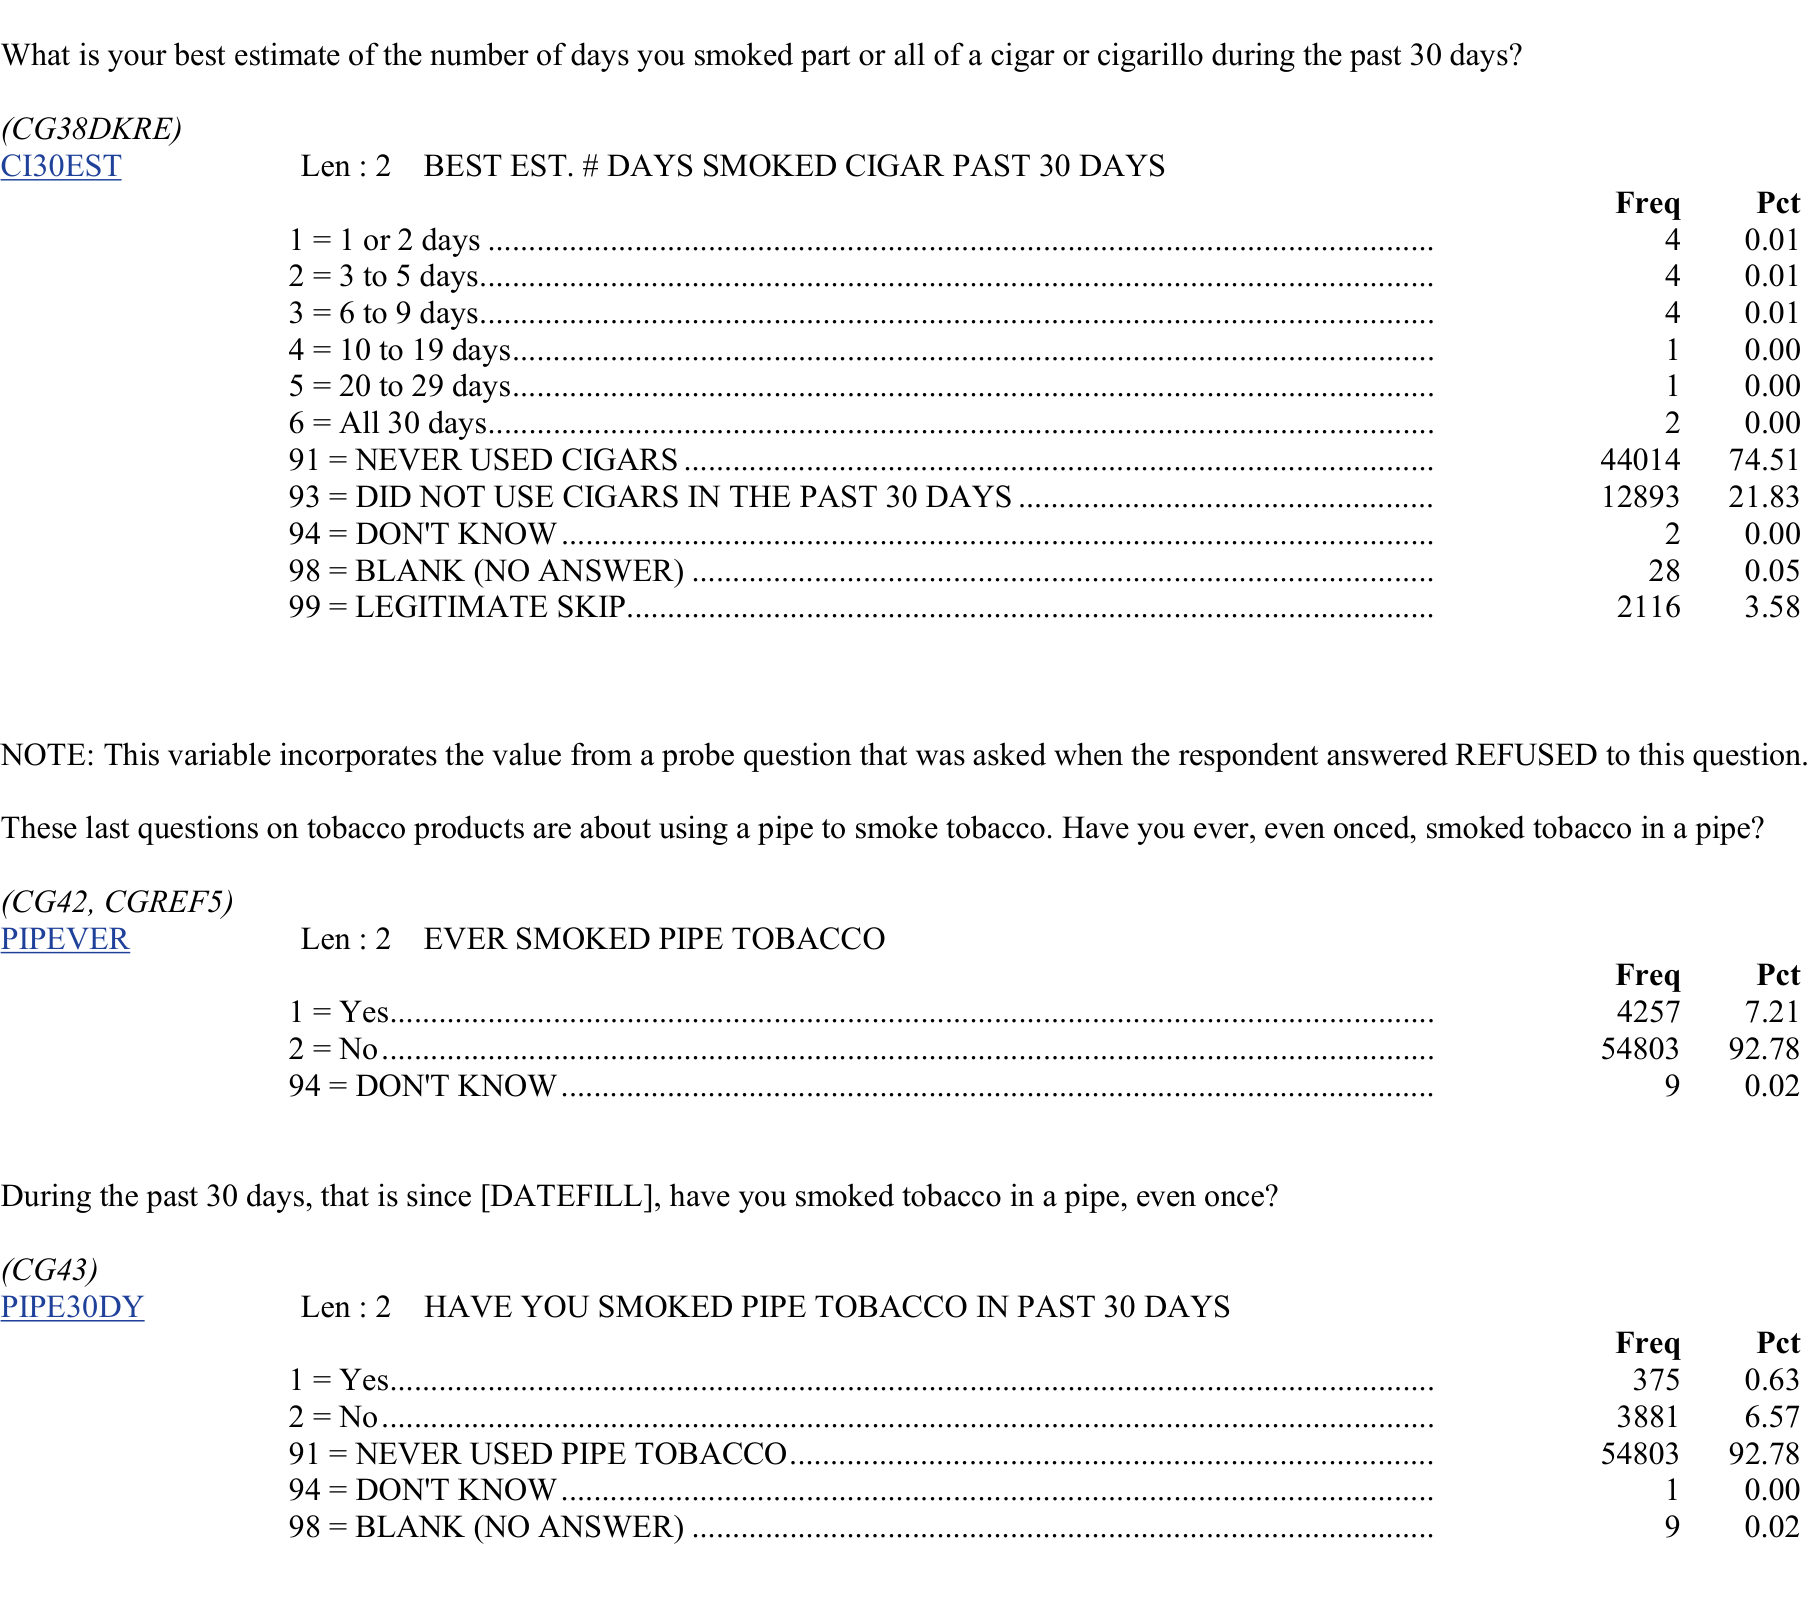 What is your best estimate of the number of days you smoked part or all of a cigar or cigarillo during the past 30 days?
(CG38DKRE)
CI30EST Len : 2 BEST EST. # DAYS SMOKED CIGAR PAST 30 DAYS
Freq Pct
1 = 1 or 2 days ........ 4 0.01
2 = 3 to 5 days........ 4 0.01
3 = 6 to 9 days........ 4 0.01
4 = 10 to 19 days........ 1 0.00
5 = 20 to 29 days........ 1 0.00
6 = All 30 days........ 2 0.00
91 = NEVER USED CIGARS ........ 44014 74.51
93 = DID NOT USE CIGARS IN THE PAST 30 DAYS ........ 12893 21.83
94 = DON'T KNOW ........ 2 0.00
98 = BLANK (NO ANSWER) ........ 28 0.05
99 = LEGITIMATE SKIP........ 2116 3.58
NOTE: This variable incorporates the value from a probe question that was asked when the respondent answered REFUSED to this question.
These last questions on tobacco products are about using a pipe to smoke tobacco. Have you ever, even onced, smoked tobacco in a pipe?
(CG42, CGREF5)
PIPEVER Len : 2 EVER SMOKED PIPE TOBACCO
Freq Pct
1 = Yes........ 4257 7.21
2 = No........ 54803 92.78
94 = DON'T KNOW........ 9 0.02
During the past 30 days, that is since [DATEFILL], have you smoked tobacco in a pipe, even once?
(CG43)
PIPE30DY Len : 2 HAVE YOU SMOKED PIPE TOBACCO IN PAST 30 DAYS
Freq Pct
1 = Yes........ 375 0.63
2 = No........ 3881 6.57
91 = NEVER USED PIPE TOBACCO........ 54803 92.78
94 = DON'T KNOW........ 1 0.00
98 = BLANK (NO ANSWER) ........ 9 0.02